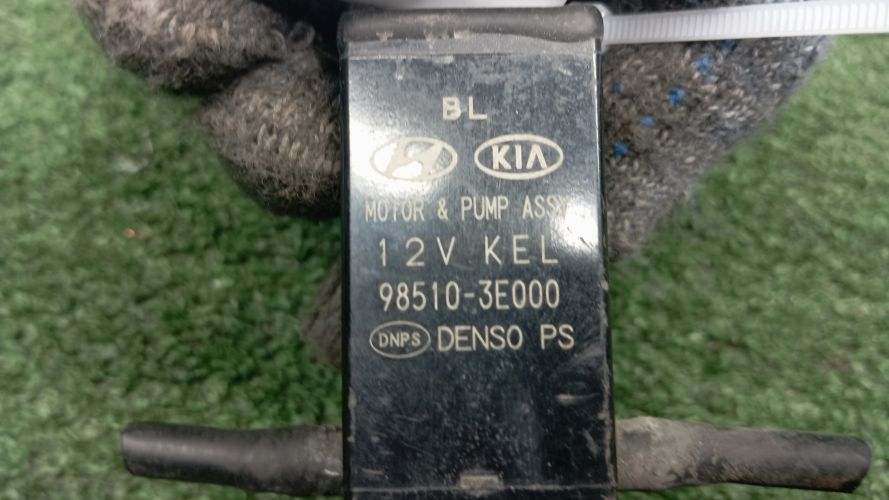 BL
KIA
MOTOR & PUMP ASSY
12V KEL
98510-3E000
DNPS DENSO PS